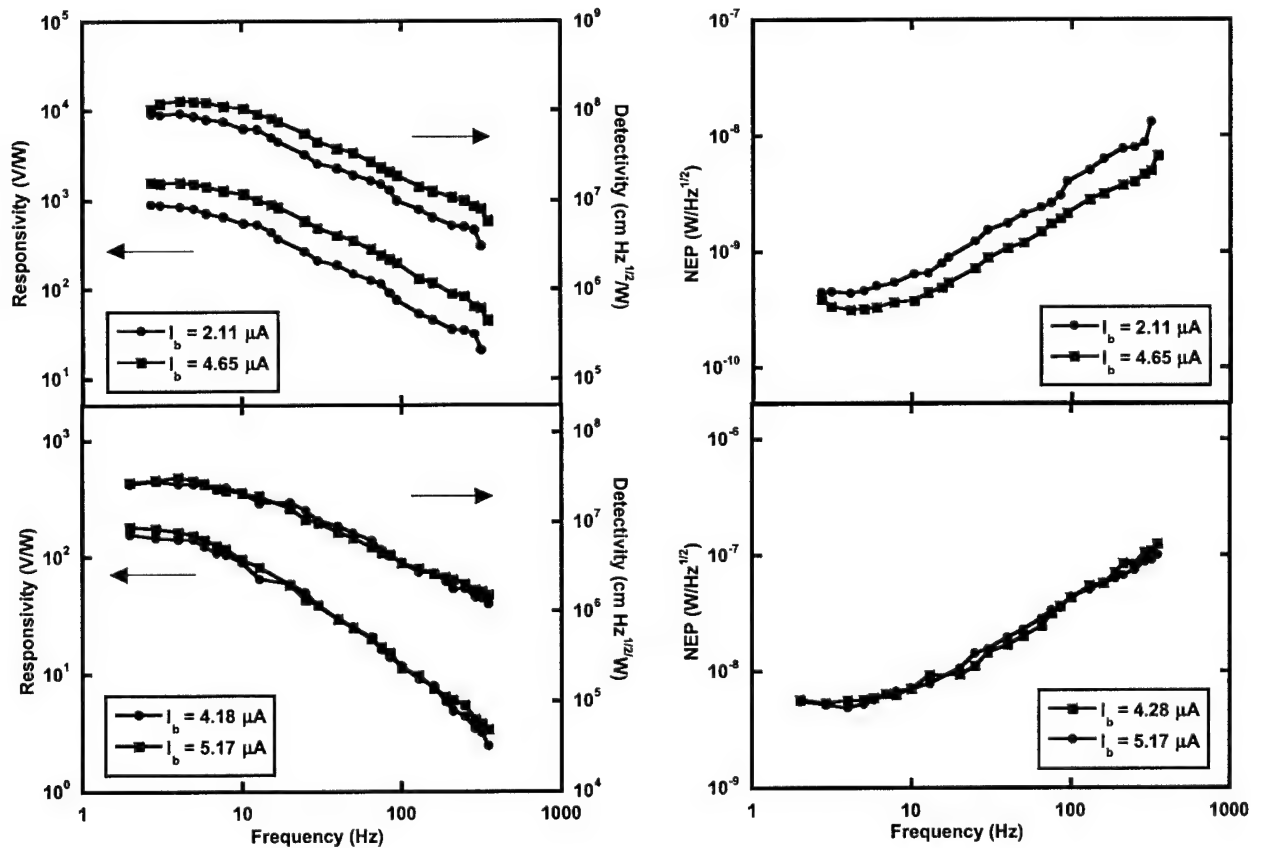 10^5
10^4
10^3
10^2
10^1
Responsivity (V/W)
10^9
10^8
10^7
10^6
10^5
Detectivity (cm Hz^1/2/W)
I_b = 2.11 μA
I_b = 4.65 μA
10^-7
10^-8
10^-9
10^-10
NEP (W/Hz^1/2)
I_b = 2.11 μA
I_b = 4.65 μA
10^3
10^2
10^1
10^0
Responsivity (V/W)
10^8
10^7
10^6
10^5
10^4
Detectivity (cm Hz^1/2/W)
I_b = 4.18 μA
I_b = 5.17 μA
1 10 100 1000
Frequency (Hz)
10^-6
10^-7
10^-8
10^-9
NEP (W/Hz^1/2)
I_b = 4.28 μA
I_b = 5.17 μA
1 10 100 1000
Frequency (Hz)